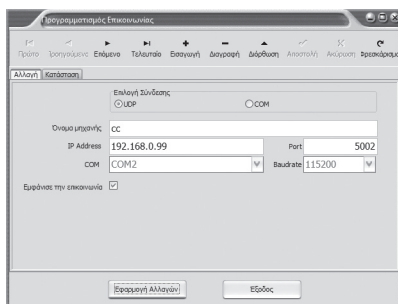 Προγραμματισμός Επικοινωνίας
Πρώτο Προηγούμενο Επόμενο Τελευταίο Εισαγωγή Διαγραφή Διόρθωση Αποστολή Ακύρωση Φρεσκάρισμα
Αλλαγή Κατάσταση
Επιλογή Σύνδεσης
UDP COM
Όνομα μηχανής cc
IP Address 192.168.0.99 Port 5002
COM COM2 Baudrate 115200
Εμφάνισε την επικοινωνία
Εφαρμογή Αλλαγών Έξοδος